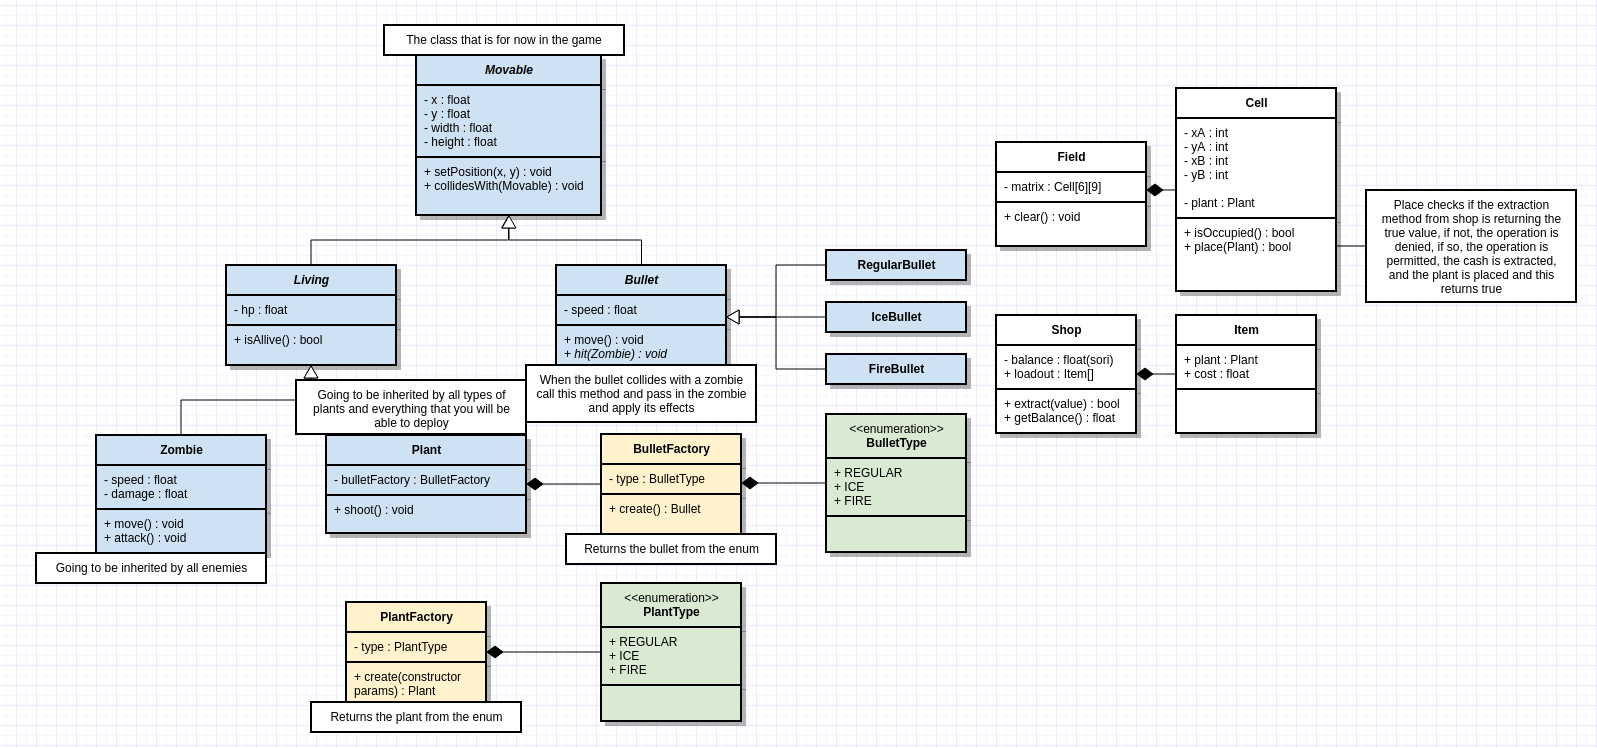 The class that is for now in the game
Movable
- x : float
- y : float
- width : float
- height : float
+ setPosition(x, y) : void
+ collidesWith(Movable) : void
Living
- hp : float
+ isAllive() : bool
Bullet
- speed : float
+ move() : void
+ hit(Zombie) : void
When the bullet collides with a zombie
call this method and pass in the zombie
and apply its effects
RegularBullet
IceBullet
FireBullet
Going to be inherited by all types of
plants and everything that you will be
able to deploy
Zombie
- speed : float
- damage : float
+ move() : void
+ attack() : void
Going to be inherited by all enemies
Plant
- bulletFactory : BulletFactory
+ shoot() : void
BulletFactory
- type : BulletType
+ create() : Bullet
Returns the bullet from the enum
<<enumeration>>
BulletType
+ REGULAR
+ ICE
+ FIRE
PlantFactory
- type : PlantType
+ create(constructor
params) : Plant
Returns the plant from the enum
<<enumeration>>
PlantType
+ REGULAR
+ ICE
+ FIRE
Field
- matrix : Cell[6][9]
+ clear() : void
Cell
- xA : int
- yA : int
- xB : int
- yB : int
- plant : Plant
+ isOccupied() : bool
+ place(Plant) : bool
Place checks if the extraction
method from shop is returning the
true value, if not, the operation is
denied, if so, the operation is
permitted, the cash is extracted,
and the plant is placed and this
returns true
Shop
- balance : float(sori)
- loadout : Item[]
+ extract(value) : bool
+ getBalance() : float
Item
+ plant : Plant
+ cost : float